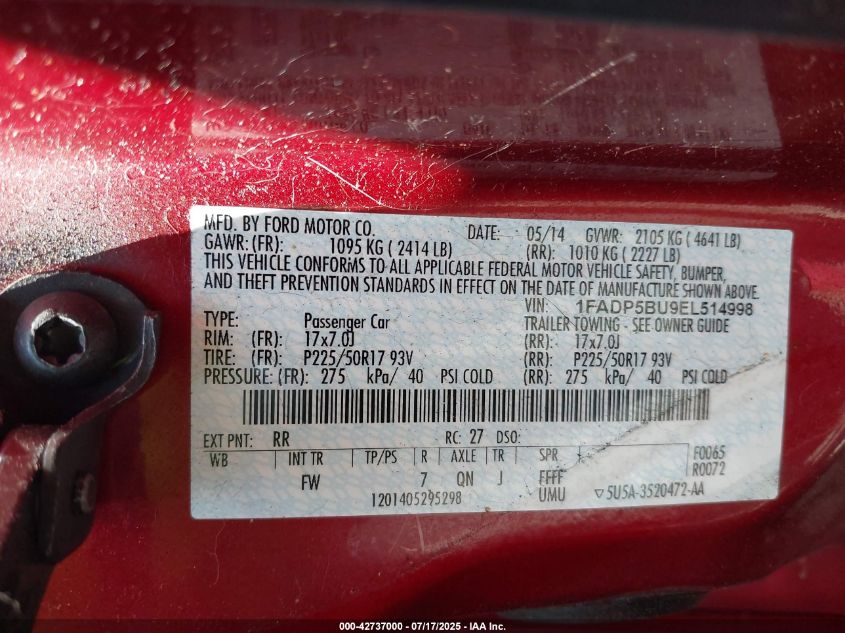 MFD. BY FORD MOTOR CO. DATE: 05/14 GVWR: 2105 KG ( 4641 LB)
GAWR: (FR): 1095 KG ( 2414 LB) (RR): 1010 KG ( 2227 LB)
THIS VEHICLE CONFORMS TO ALL APPLICABLE FEDERAL MOTOR VEHICLE SAFETY, BUMPER,
AND THEFT PREVENTION STANDARDS IN EFFECT ON THE DATE OF MANUFACTURE SHOWN ABOVE.
VIN: 1FADP5BU9EL514998
TYPE: Passenger Car TRAILER TOWING - SEE OWNER GUIDE
RIM: (FR): 17x7.0J (RR): 17x7.0J
TIRE: (FR): P225/50R17 93V (RR): P225/50R17 93V
PRESSURE: (FR): 275 kPa/ 40 PSI COLD (RR): 275 kPa/ 40 PSI COLD
EXT PNT: RR RC: 27 DSO: F0065
WB INT TR TP/PS R AXLE TR SPR R0072
FW 7 QN J FFFF
1201405295298 UMU ▽5U5A-3520472-AA
000-42737000 - 07/17/2025 - IAA Inc.